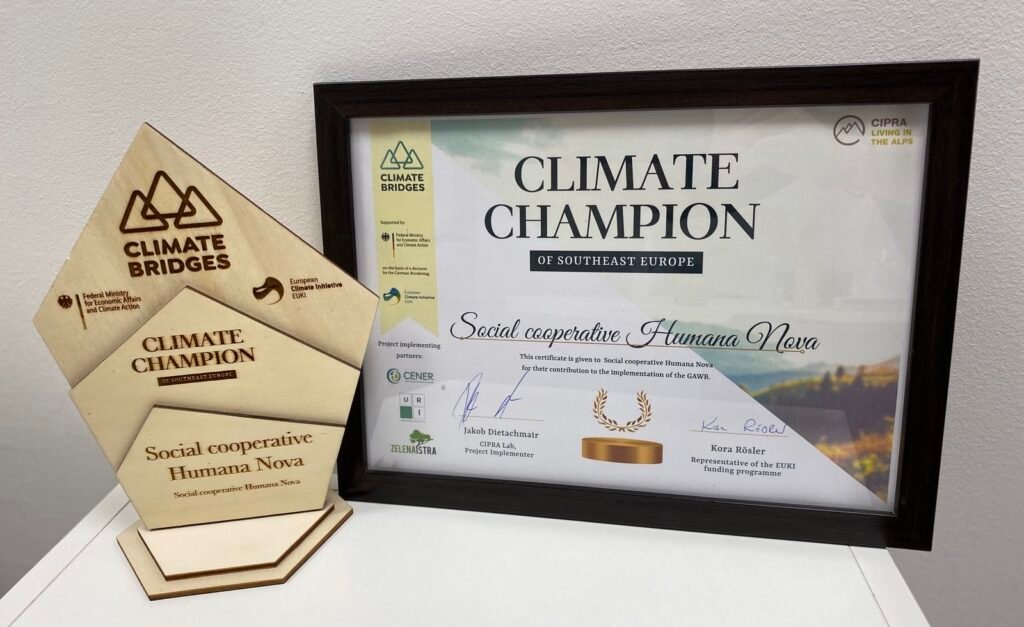 CLIMATE
BRIDGES
Federal Ministry
for Economic Affairs
and Climate Action
European
Climate Initiative
EUKI
CLIMATE
CHAMPION
OF SOUTHEAST EUROPE
Social cooperative
Humana Nova
Social cooperative Humana Nova
CLIMATE
BRIDGES
Supported by
Federal Ministry
for Economic Affairs
and Climate Action
on the basis of a decision
by the German Bundestag
European
Climate Initiative
EUKI
Project implementing
partners:
CENER
U R
I
ZELENA ISTRA
CIPRA
LIVING IN
THE ALPS
CLIMATE
CHAMPION
OF SOUTHEAST EUROPE
Social cooperative Humana Nova
This certificate is given to Social cooperative Humana Nova
for their contribution to the implementation of the GAWB.
Jakob Dietachmair
CIPRA Lab,
Project Implementer
Kora Rösler
Kora Rösler
Representative of the EUKI
funding programme